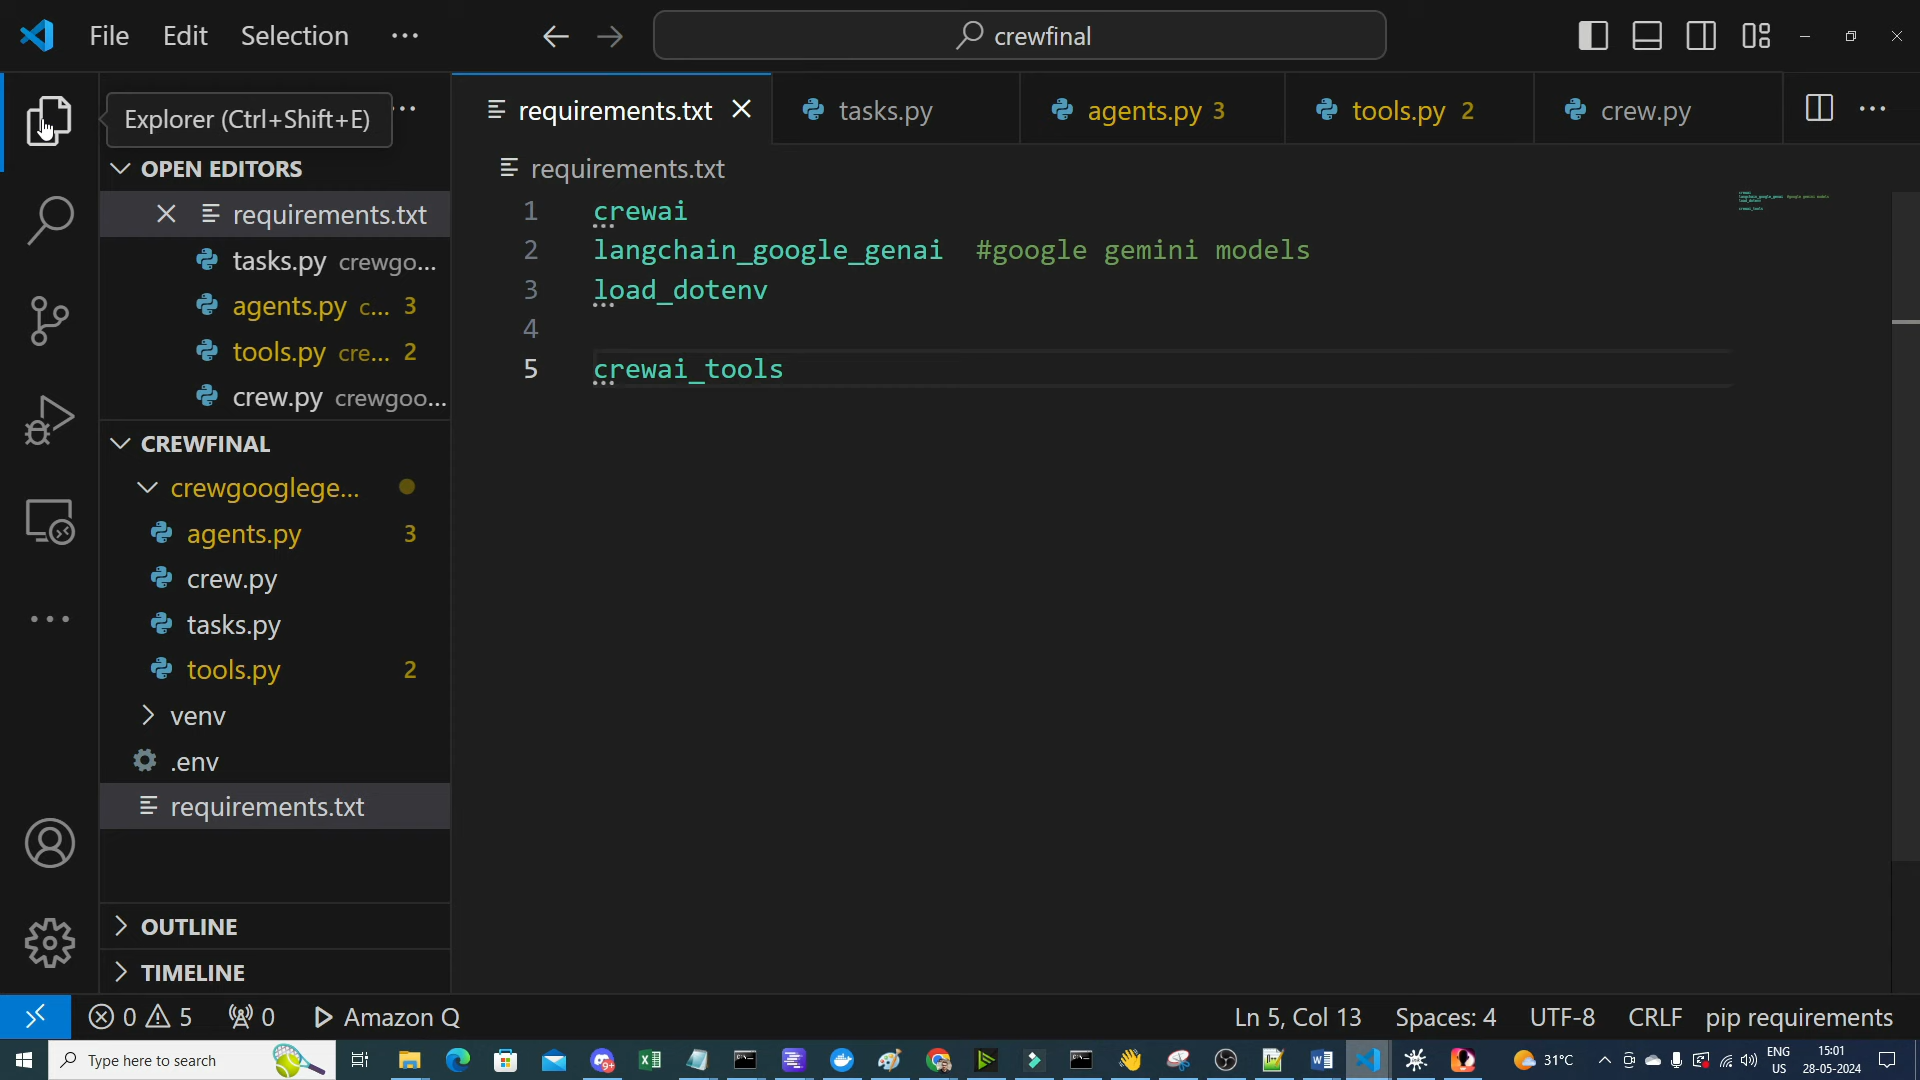 File Edit Selection ···
crewfinal
Explorer (Ctrl+Shift+E) ···
requirements.txt
tasks.py
agents.py 3
tools.py 2
crew.py
OPEN EDITORS
requirements.txt
tasks.py crewgo...
agents.py c... 3
tools.py cre... 2
crew.py crewgoo...
CREWFINAL
crewgooglege...
agents.py 3
crew.py
tasks.py
tools.py 2
venv
.env
requirements.txt
OUTLINE
TIMELINE
requirements.txt
1 crewai
2 langchain_google_genai #google gemini models
3 load_dotenv
4
5 crewai_tools
0 5 0 Amazon Q
Ln 5, Col 13 Spaces: 4 UTF-8 CRLF pip requirements
Type here to search
31°C
ENG
US
15:01
28-05-2024